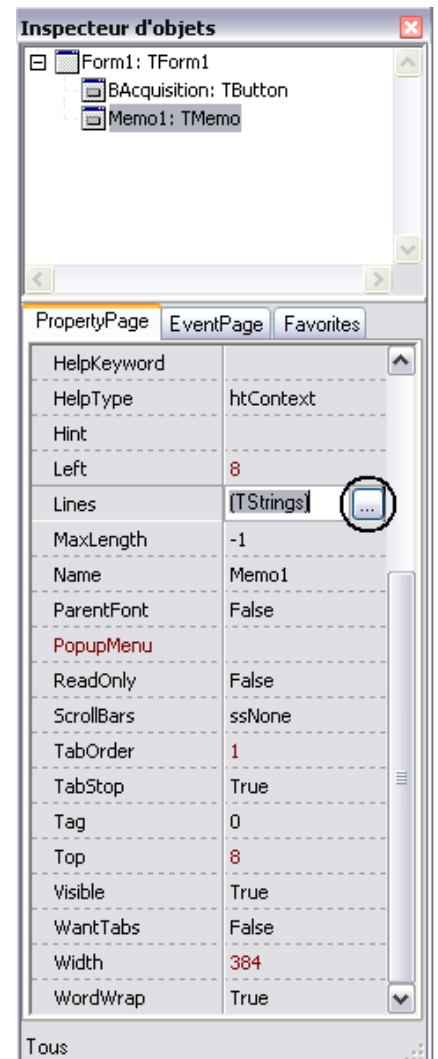 Inspecteur d'objets
Form1: TForm1
BAcquisition: TButton
Memo1: TMemo
PropertyPage EventPage Favorites
HelpKeyword
HelpType htContext
Hint
Left 8
Lines (TStrings) ...
MaxLength -1
Name Memo1
ParentFont False
PopupMenu
ReadOnly False
ScrollBars ssNone
TabOrder 1
TabStop True
Tag 0
Top 8
Visible True
WantTabs False
Width 384
WordWrap True
Tous